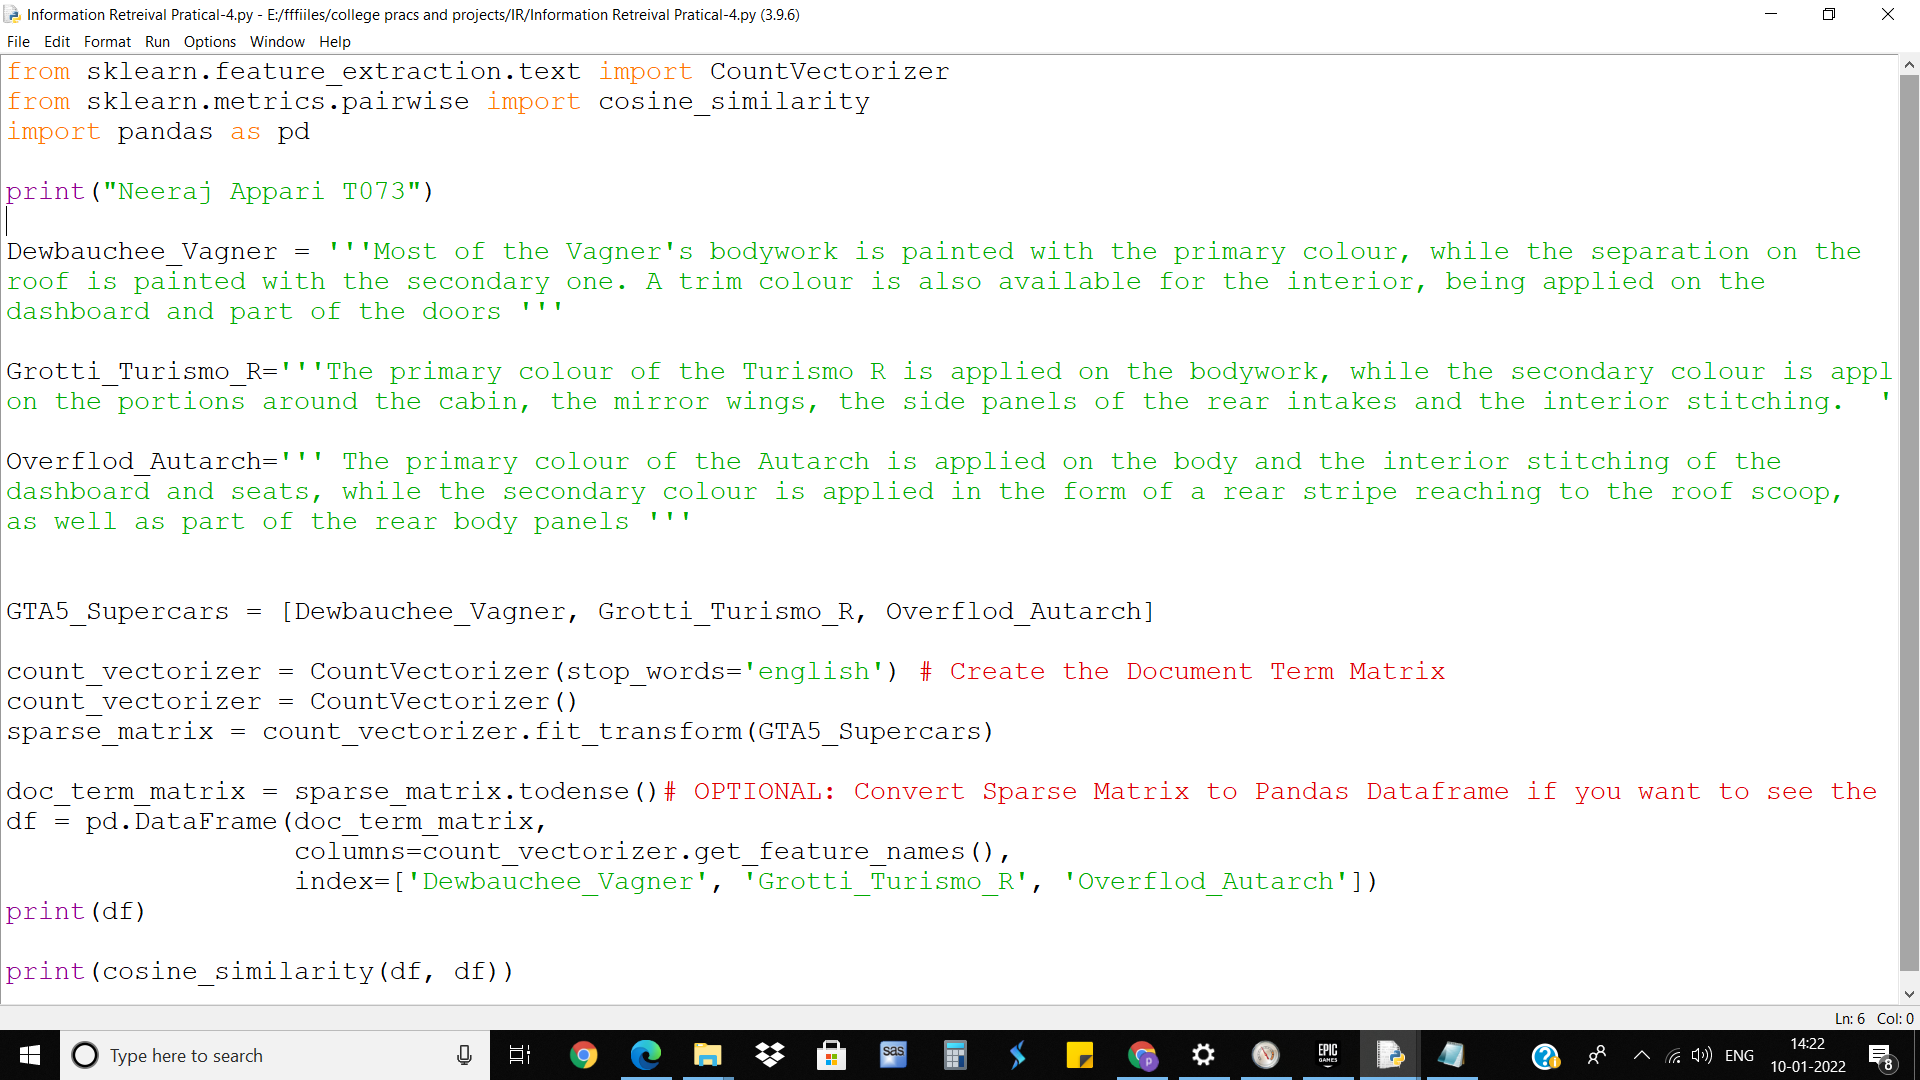 Information Retreival Pratical-4.py - E:/fffiiles/college pracs and projects/IR/Information Retreival Pratical-4.py (3.9.6)
File Edit Format Run Options Window Help
from sklearn.feature_extraction.text import CountVectorizer
from sklearn.metrics.pairwise import cosine_similarity
import pandas as pd
print("Neeraj Appari T073")
Dewbauchee_Vagner = '''Most of the Vagner's bodywork is painted with the primary colour, while the separation on the
roof is painted with the secondary one. A trim colour is also available for the interior, being applied on the
dashboard and part of the doors '''
Grotti_Turismo_R='''The primary colour of the Turismo R is applied on the bodywork, while the secondary colour is appl
on the portions around the cabin, the mirror wings, the side panels of the rear intakes and the interior stitching.  '
Overflod_Autarch=''' The primary colour of the Autarch is applied on the body and the interior stitching of the
dashboard and seats, while the secondary colour is applied in the form of a rear stripe reaching to the roof scoop,
as well as part of the rear body panels '''
GTA5_Supercars = [Dewbauchee_Vagner, Grotti_Turismo_R, Overflod_Autarch]
count_vectorizer = CountVectorizer(stop_words='english') # Create the Document Term Matrix
count_vectorizer = CountVectorizer()
sparse_matrix = count_vectorizer.fit_transform(GTA5_Supercars)
doc_term_matrix = sparse_matrix.todense()# OPTIONAL: Convert Sparse Matrix to Pandas Dataframe if you want to see the
df = pd.DataFrame(doc_term_matrix,
                  columns=count_vectorizer.get_feature_names(),
                  index=['Dewbauchee_Vagner', 'Grotti_Turismo_R', 'Overflod_Autarch'])
print(df)
print(cosine_similarity(df, df))
Ln: 6 Col: 0
Type here to search
sas
EPIC
GAMES
P
ENG
14:22
10-01-2022
8